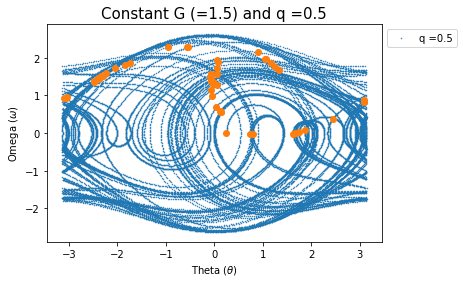 Constant G (=1.5) and q =0.5
q =0.5
Omega (ω)
2
1
0
−1
−2
−3 −2 −1 0 1 2 3
Theta (θ)